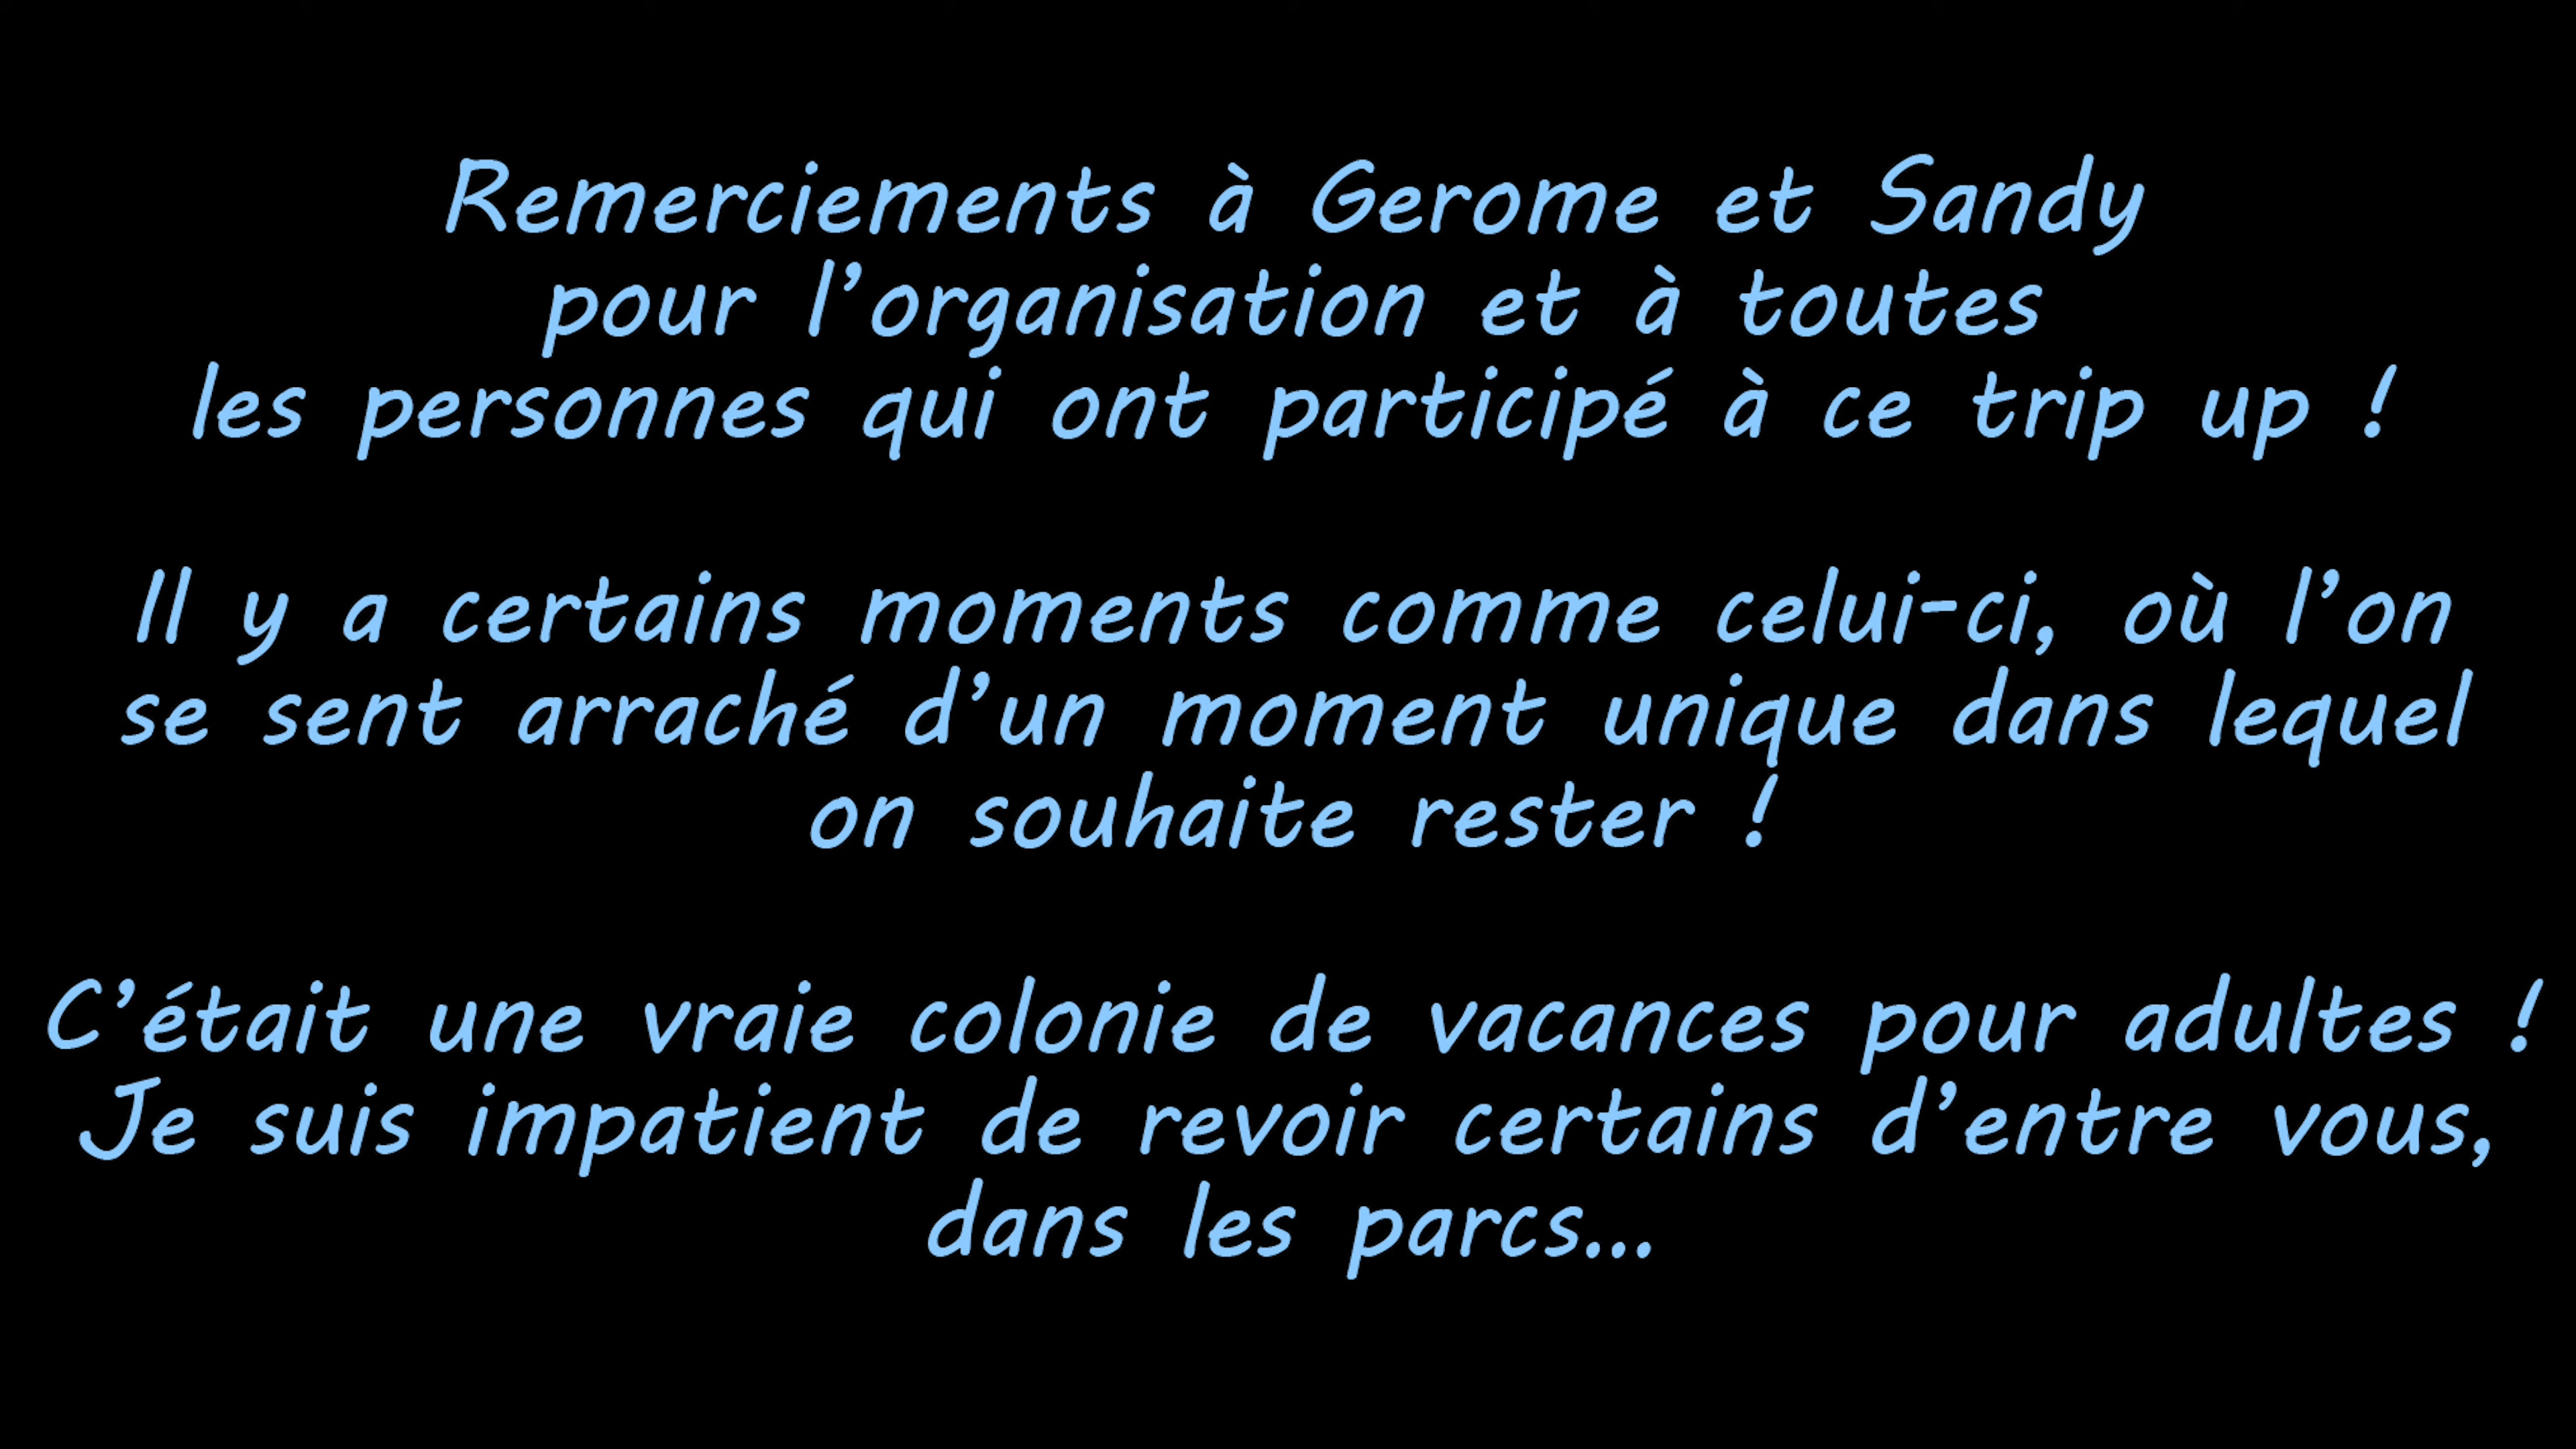 Remerciements à Gerome et Sandy
pour l’organisation et à toutes
les personnes qui ont participé à ce trip up !
Il y a certains moments comme celui-ci, où l’on
se sent arraché d’un moment unique dans lequel
on souhaite rester !
C’était une vraie colonie de vacances pour adultes !
Je suis impatient de revoir certains d’entre vous,
dans les parcs...